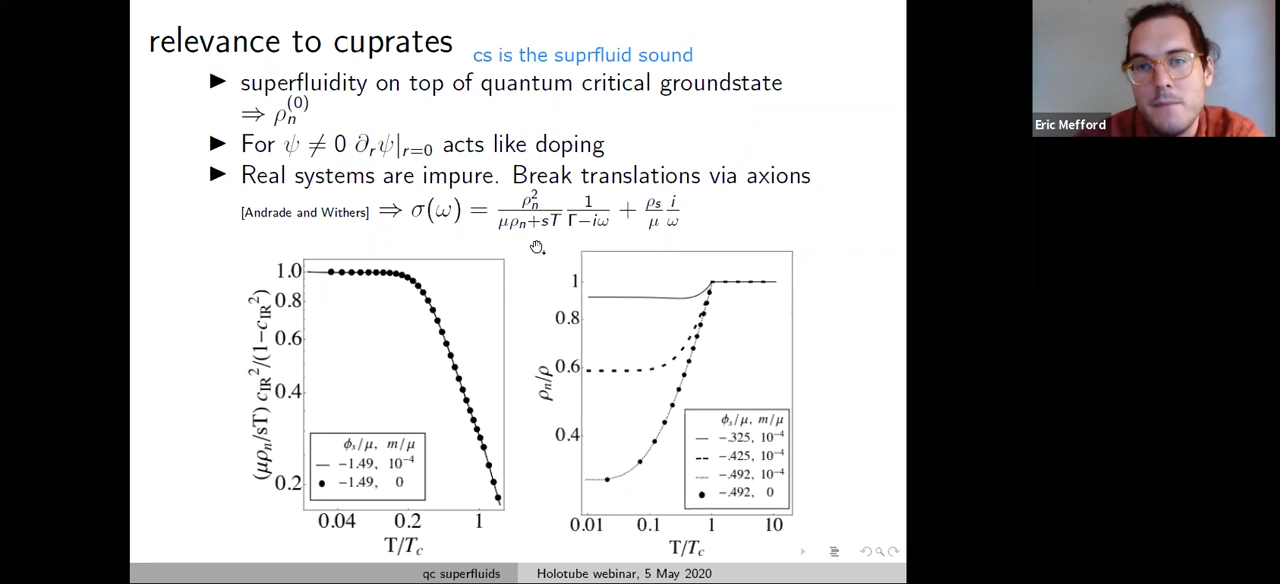 relevance to cuprates
cs is the suprfluid sound
▶ superfluidity on top of quantum critical groundstate
⇒ ρₙ⁽⁰⁾
▶ For ψ ≠ 0 ∂ᵣψ|ᵣ₌₀ acts like doping
▶ Real systems are impure. Break translations via axions
[Andrade and Withers] ⇒ σ(ω) = ρₙ²/(μρₙ+sT) 1/(Γ−iω) + ρₛ/μ i/ω
(μρₙ/sT) c_IR²/(1−c_IR²)
1.0
0.8
0.6
0.4
0.2
ϕₛ/μ, m/μ
−1.49, 10⁻⁴
−1.49, 0
0.04 0.2 1
T/T_c
ρₙ/ρ
1
0.8
0.6
0.4
ϕₛ/μ, m/μ
−.325, 10⁻⁴
−.425, 10⁻⁴
−.492, 10⁻⁴
−.492, 0
0.01 0.1 1 10
T/T_c
qc superfluids Holotube webinar, 5 May 2020
Eric Mefford